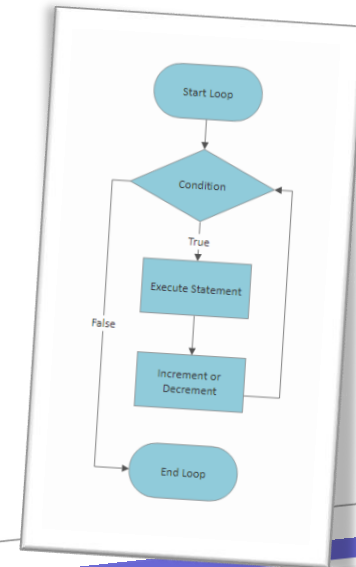 Start Loop
Condition
True
Execute Statement
False
Increment or
Decrement
End Loop